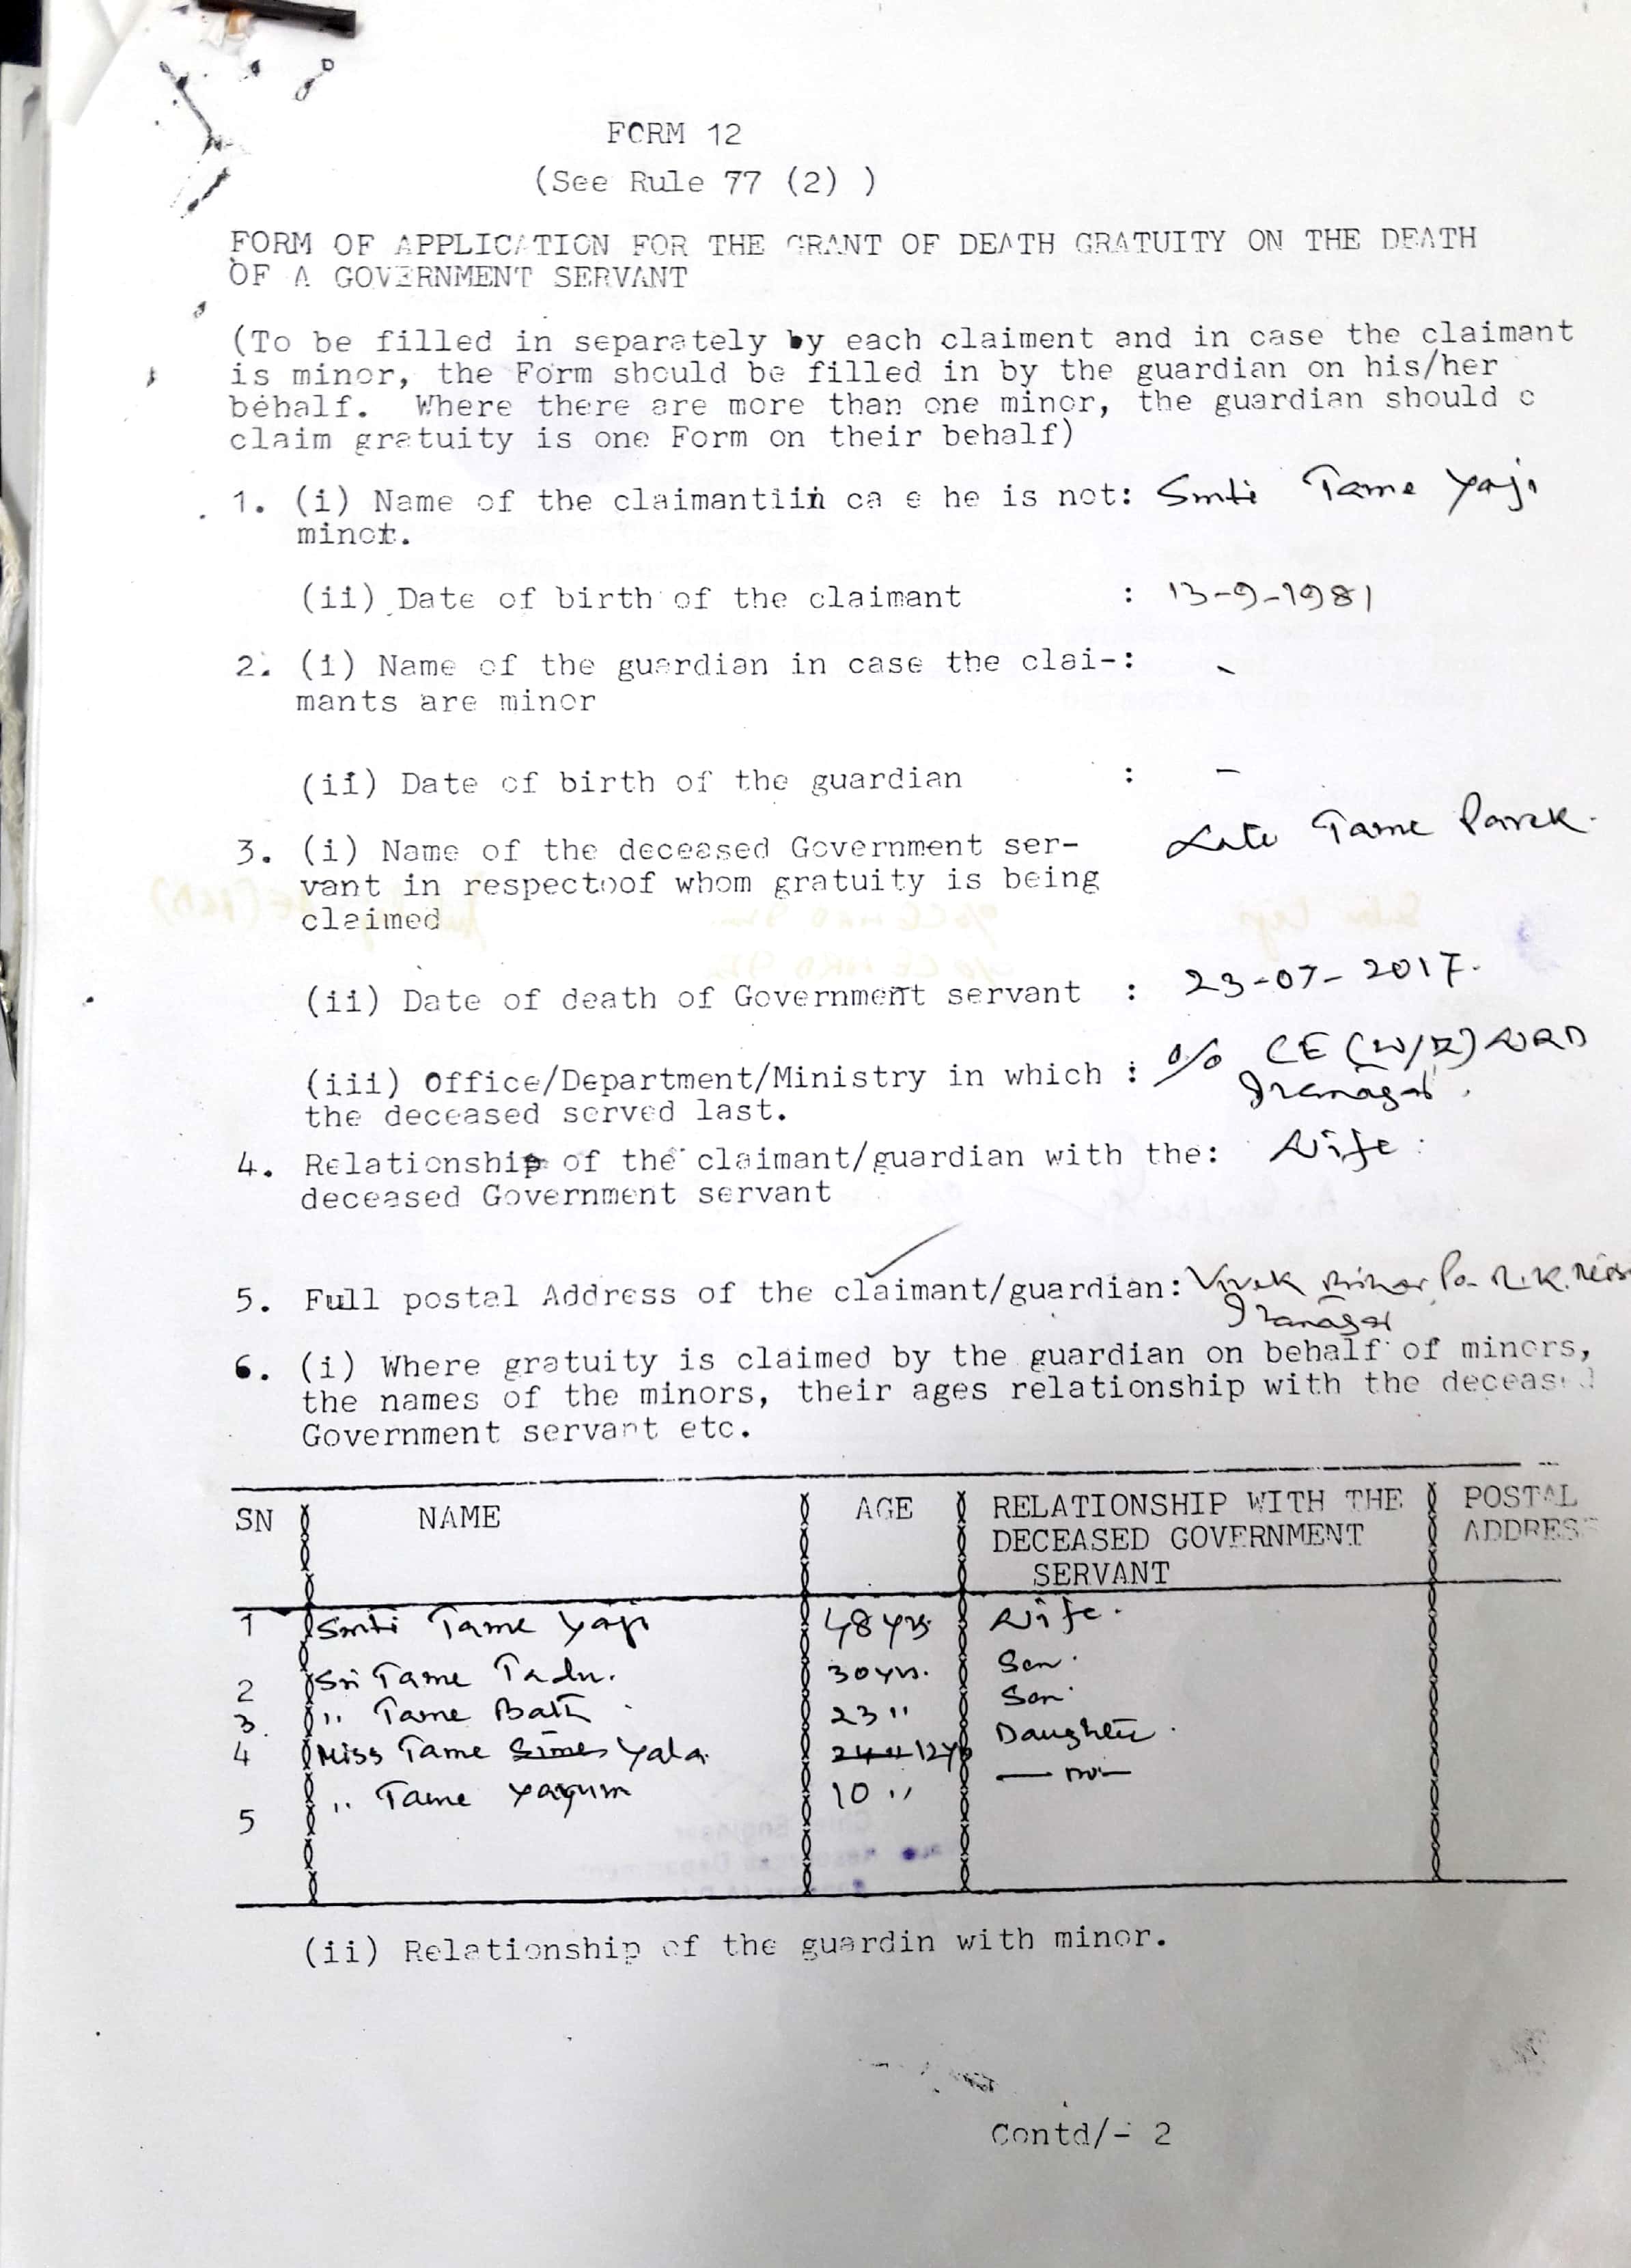 FORM 12
(See Rule 77 (2) )
FORM OF APPLICATION FOR THE GRANT OF DEATH GRATUITY ON THE DEATH
OF A GOVERNMENT SERVANT
(To be filled in separately by each claiment and in case the claimant
is minor, the Form should be filled in by the guardian on his/her
behalf. Where there are more than one minor, the guardian should c
claim gratuity is one Form on their behalf)
1. (i) Name of the claimantiin ca e he is not: Smti Tame Yaji
minor.
(ii) Date of birth of the claimant : 13-9-1981
2. (i) Name of the guardian in case the clai-: -
mants are minor
(ii) Date of birth of the guardian : -
3. (i) Name of the deceased Government ser- Late Tame Parek.
vant in respectoof whom gratuity is being
claimed
(ii) Date of death of Government servant : 23-07-2017.
(iii) Office/Department/Ministry in which : O/o CE (W/Z) WRD
the deceased served last. Itanagar.
4. Relationship of the claimant/guardian with the: Wife.
deceased Government servant
5. Full postal Address of the claimant/guardian: Vivek Bihar, Po- R.K.
Itanagar
6. (i) Where gratuity is claimed by the guardian on behalf of minors,
the names of the minors, their ages relationship with the deceased
Government servant etc.
SN NAME AGE RELATIONSHIP WITH THE POSTAL
DECEASED GOVERNMENT ADDRESS
SERVANT
1 Smti Tame Yaji 48 yrs. Wife.
2 Sri Tame Tadu. 30 yrs. Son.
3. " Tame Bath 23 " Son.
4 Miss Tame Simes Yala. 24 " 12 yrs Daughter.
5 " Tame Yayum 10 "
(ii) Relationship of the guardin with minor.
Contd/- 2